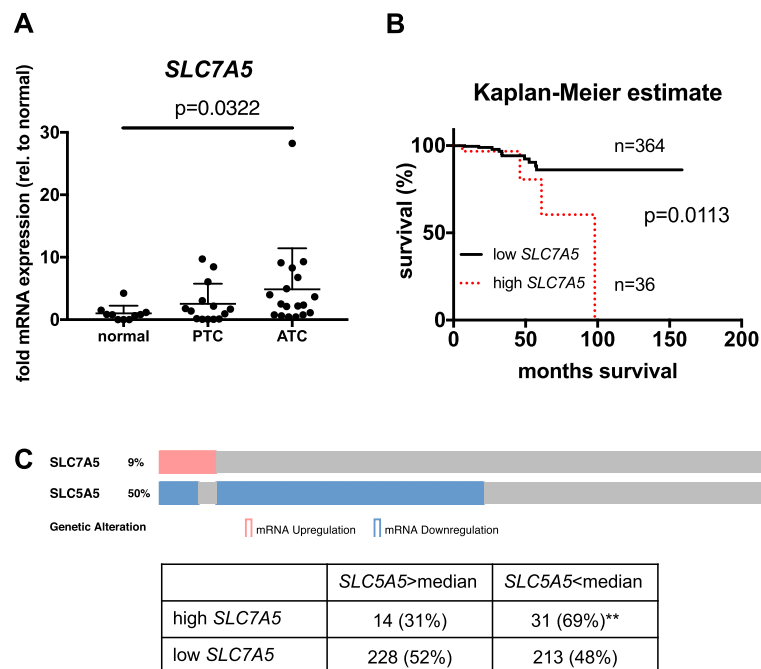 A
SLC7A5
p=0.0322
fold mRNA expression (rel. to normal)
30
20
10
0
normal PTC ATC
B
Kaplan-Meier estimate
survival (%)
100
50
0
n=364
p=0.0113
low SLC7A5
high SLC7A5
n=36
0 50 100 150 200
months survival
C
SLC7A5 9%
SLC5A5 50%
Genetic Alteration mRNA Upregulation mRNA Downregulation
SLC5A5>median SLC5A5<median
high SLC7A5 14 (31%) 31 (69%)**
low SLC7A5 228 (52%) 213 (48%)